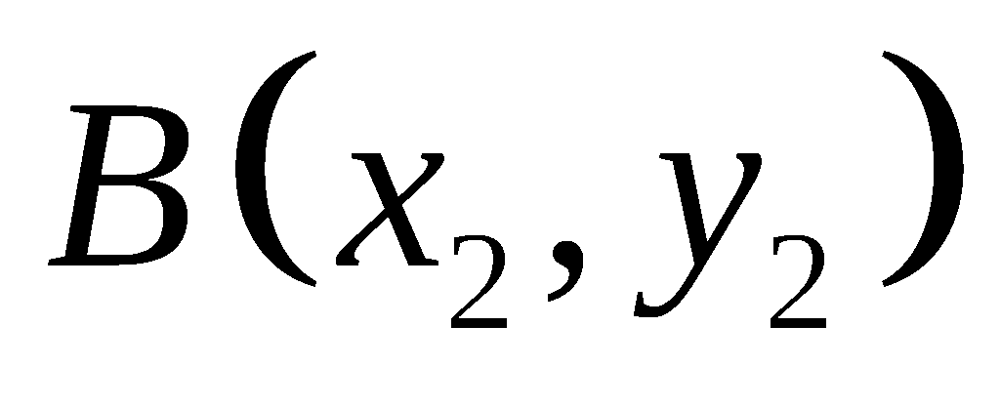 B(x₂, y₂)